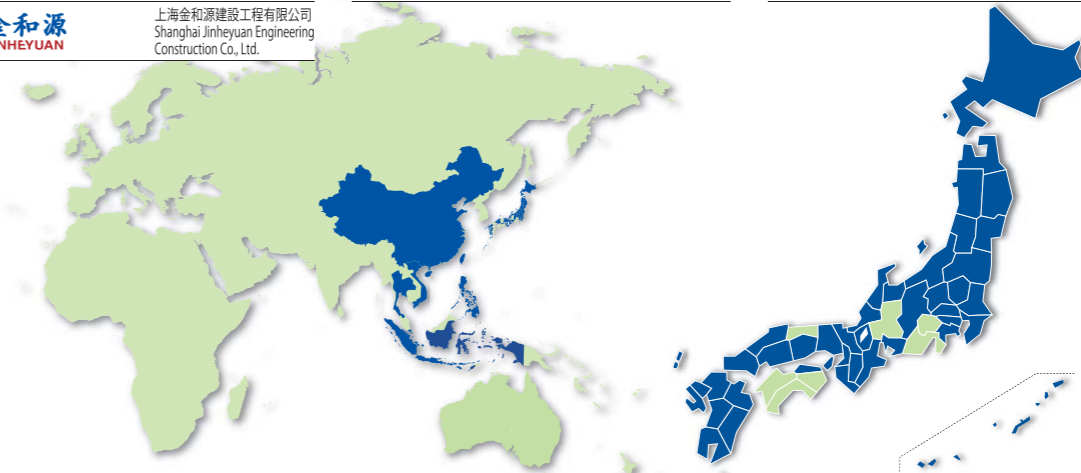 金和源
INHEYUAN
上海金和源建設工程有限公司
Shanghai Jinheyuan Engineering
Construction Co., Ltd.